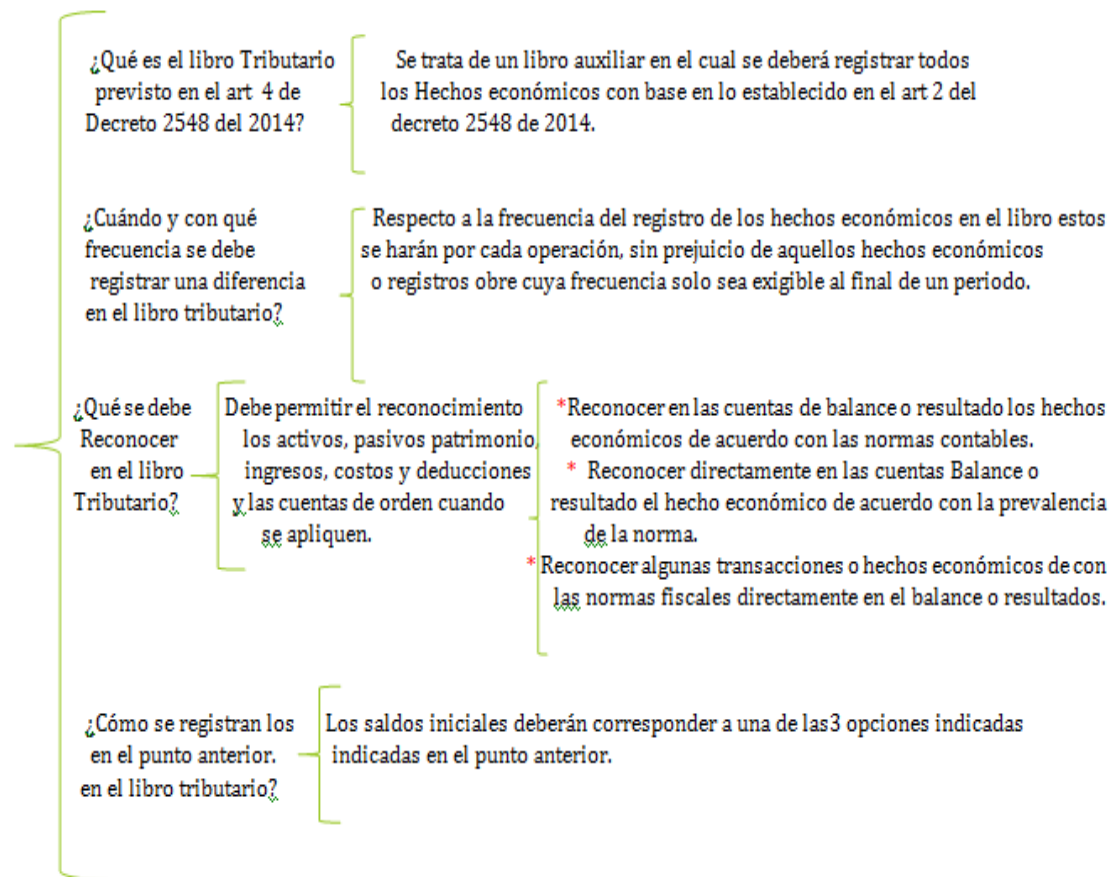 ¿Qué es el libro Tributario
previsto en el art 4 de
Decreto 2548 del 2014?
Se trata de un libro auxiliar en el cual se deberá registrar todos
los Hechos económicos con base en lo establecido en el art 2 del
decreto 2548 de 2014.
¿Cuándo y con qué
frecuencia se debe
registrar una diferencia
en el libro tributario?
Respecto a la frecuencia del registro de los hechos económicos en el libro estos
se harán por cada operación, sin prejuicio de aquellos hechos económicos
o registros obre cuya frecuencia solo sea exigible al final de un periodo.
¿Qué se debe
Reconocer
en el libro
Tributario?
Debe permitir el reconocimiento
los activos, pasivos patrimonio,
ingresos, costos y deducciones
y las cuentas de orden cuando
se apliquen.
*Reconocer en las cuentas de balance o resultado los hechos
económicos de acuerdo con las normas contables.
* Reconocer directamente en las cuentas Balance o
resultado el hecho económico de acuerdo con la prevalencia
de la norma.
*Reconocer algunas transacciones o hechos económicos de con
las normas fiscales directamente en el balance o resultados.
¿Cómo se registran los
en el punto anterior.
en el libro tributario?
Los saldos iniciales deberán corresponder a una de las3 opciones indicadas
indicadas en el punto anterior.